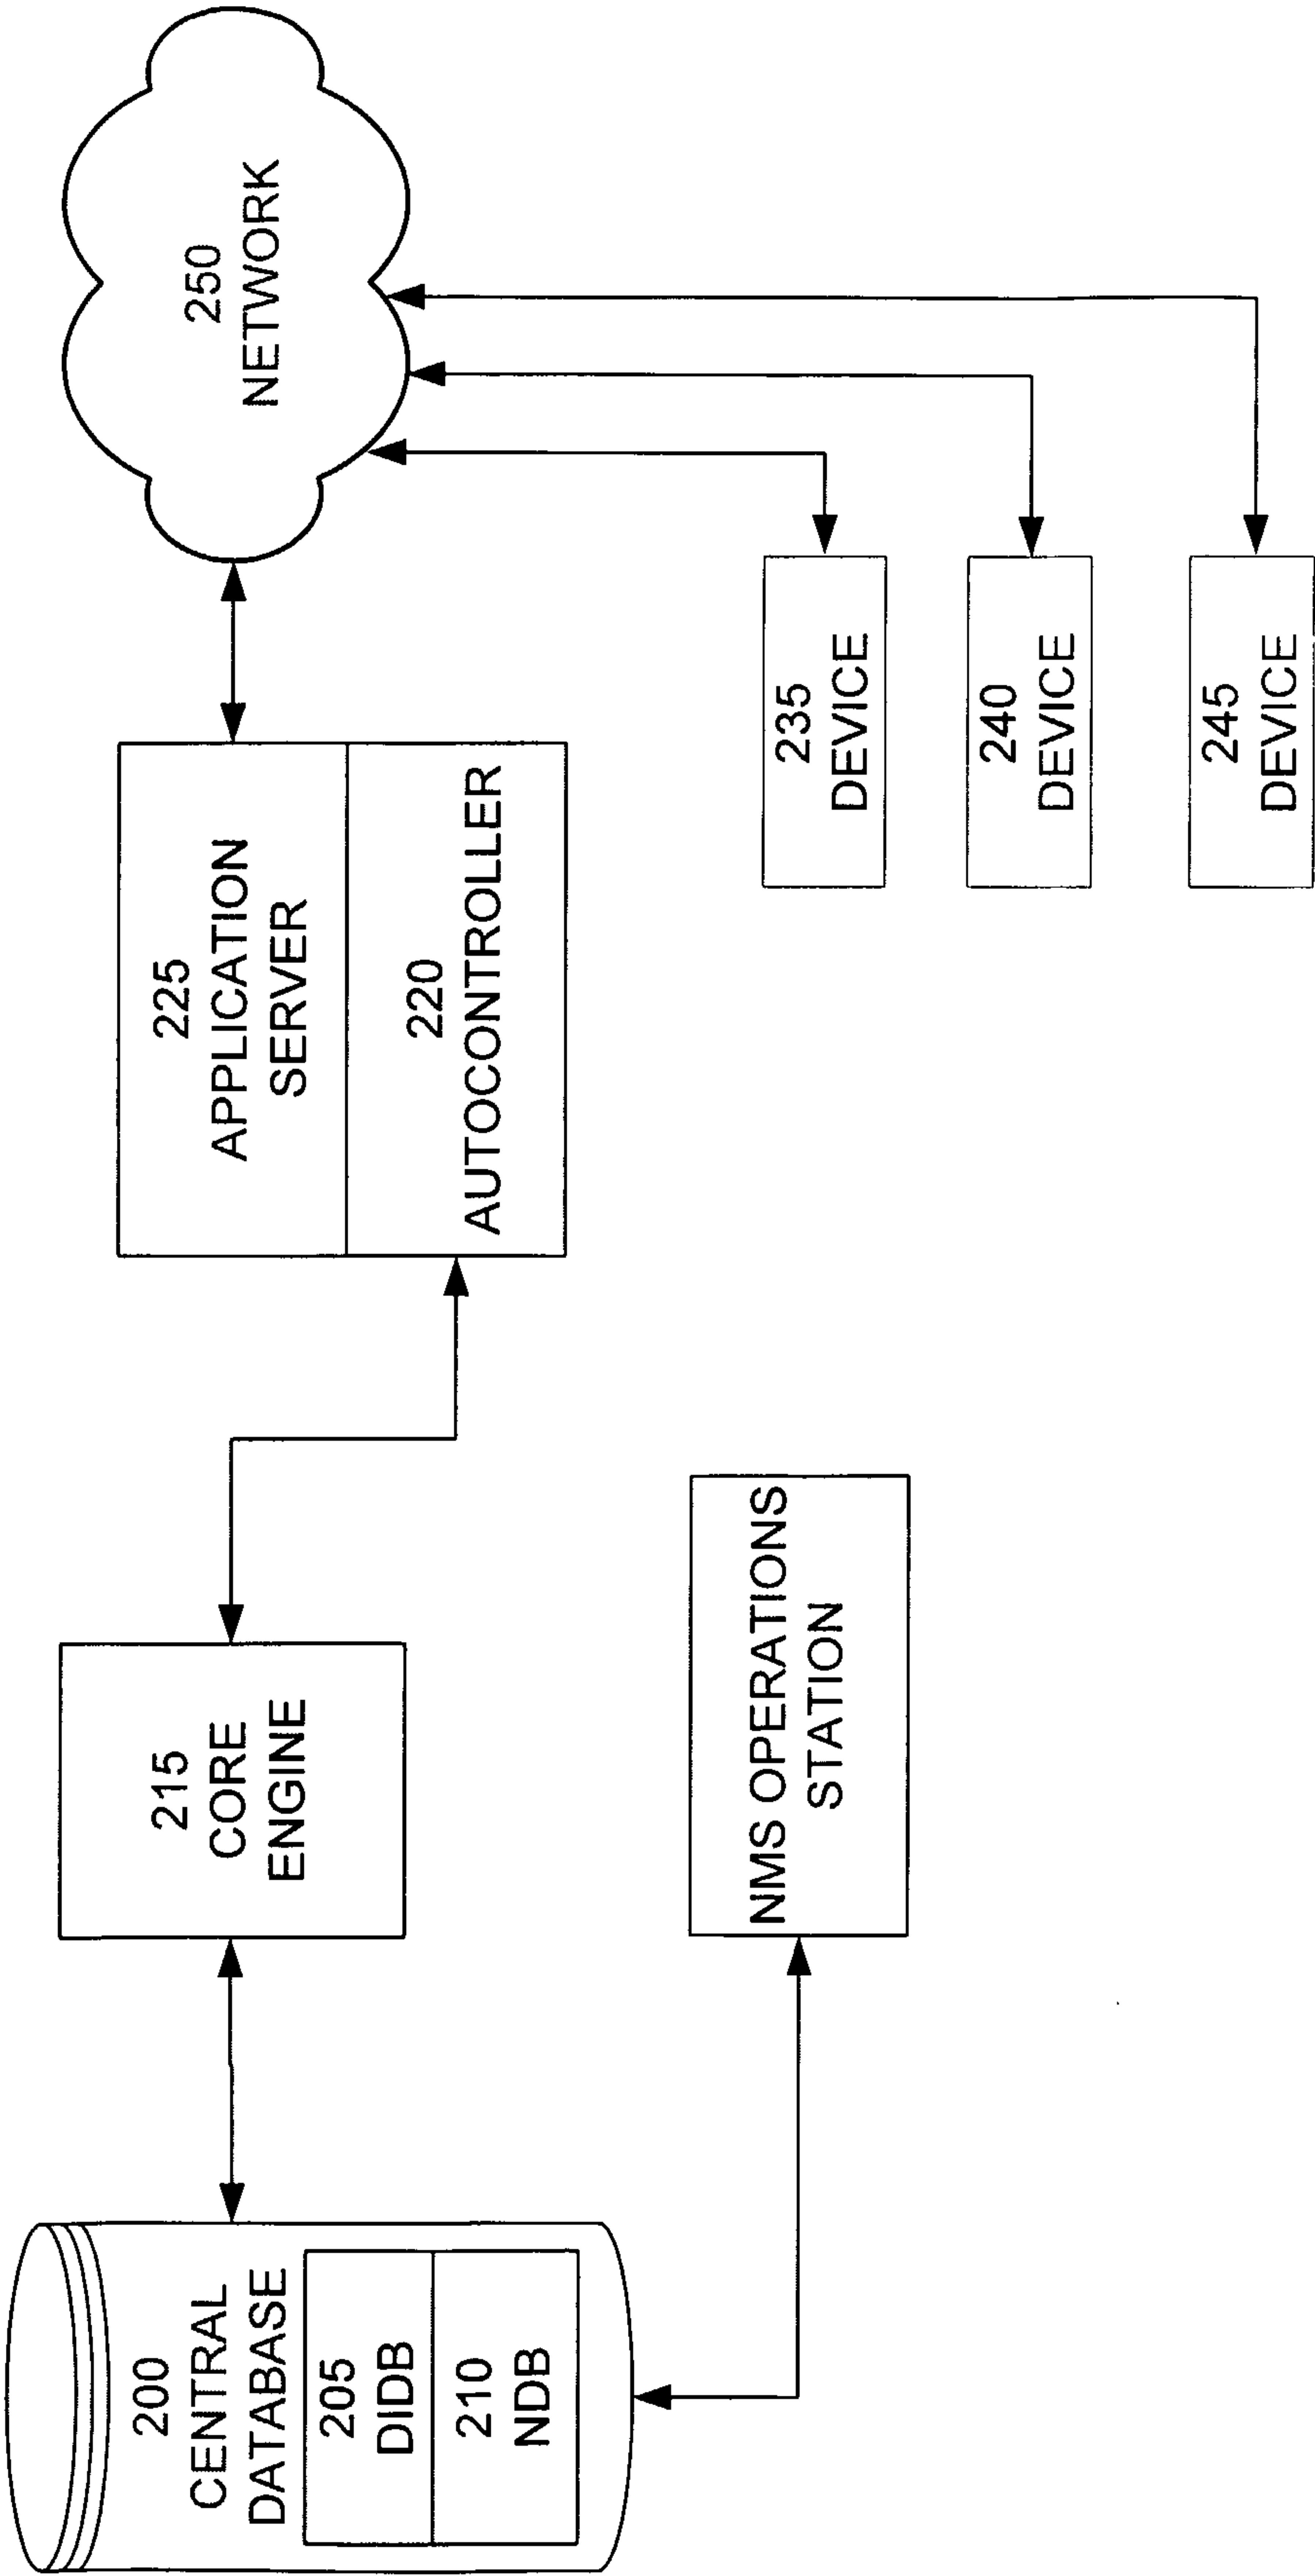 200
CENTRAL
DATABASE
205
DIDB
210
NDB
215
CORE
ENGINE
NMS OPERATIONS
STATION
225
APPLICATION
SERVER
220
AUTOCONTROLLER
235
DEVICE
240
DEVICE
245
DEVICE
250
NETWORK